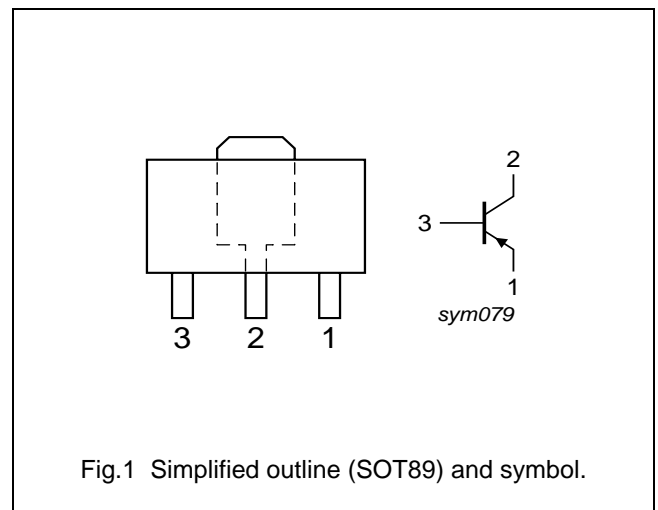 2
3
1
sym079
3 2 1
Fig.1 Simplified outline (SOT89) and symbol.